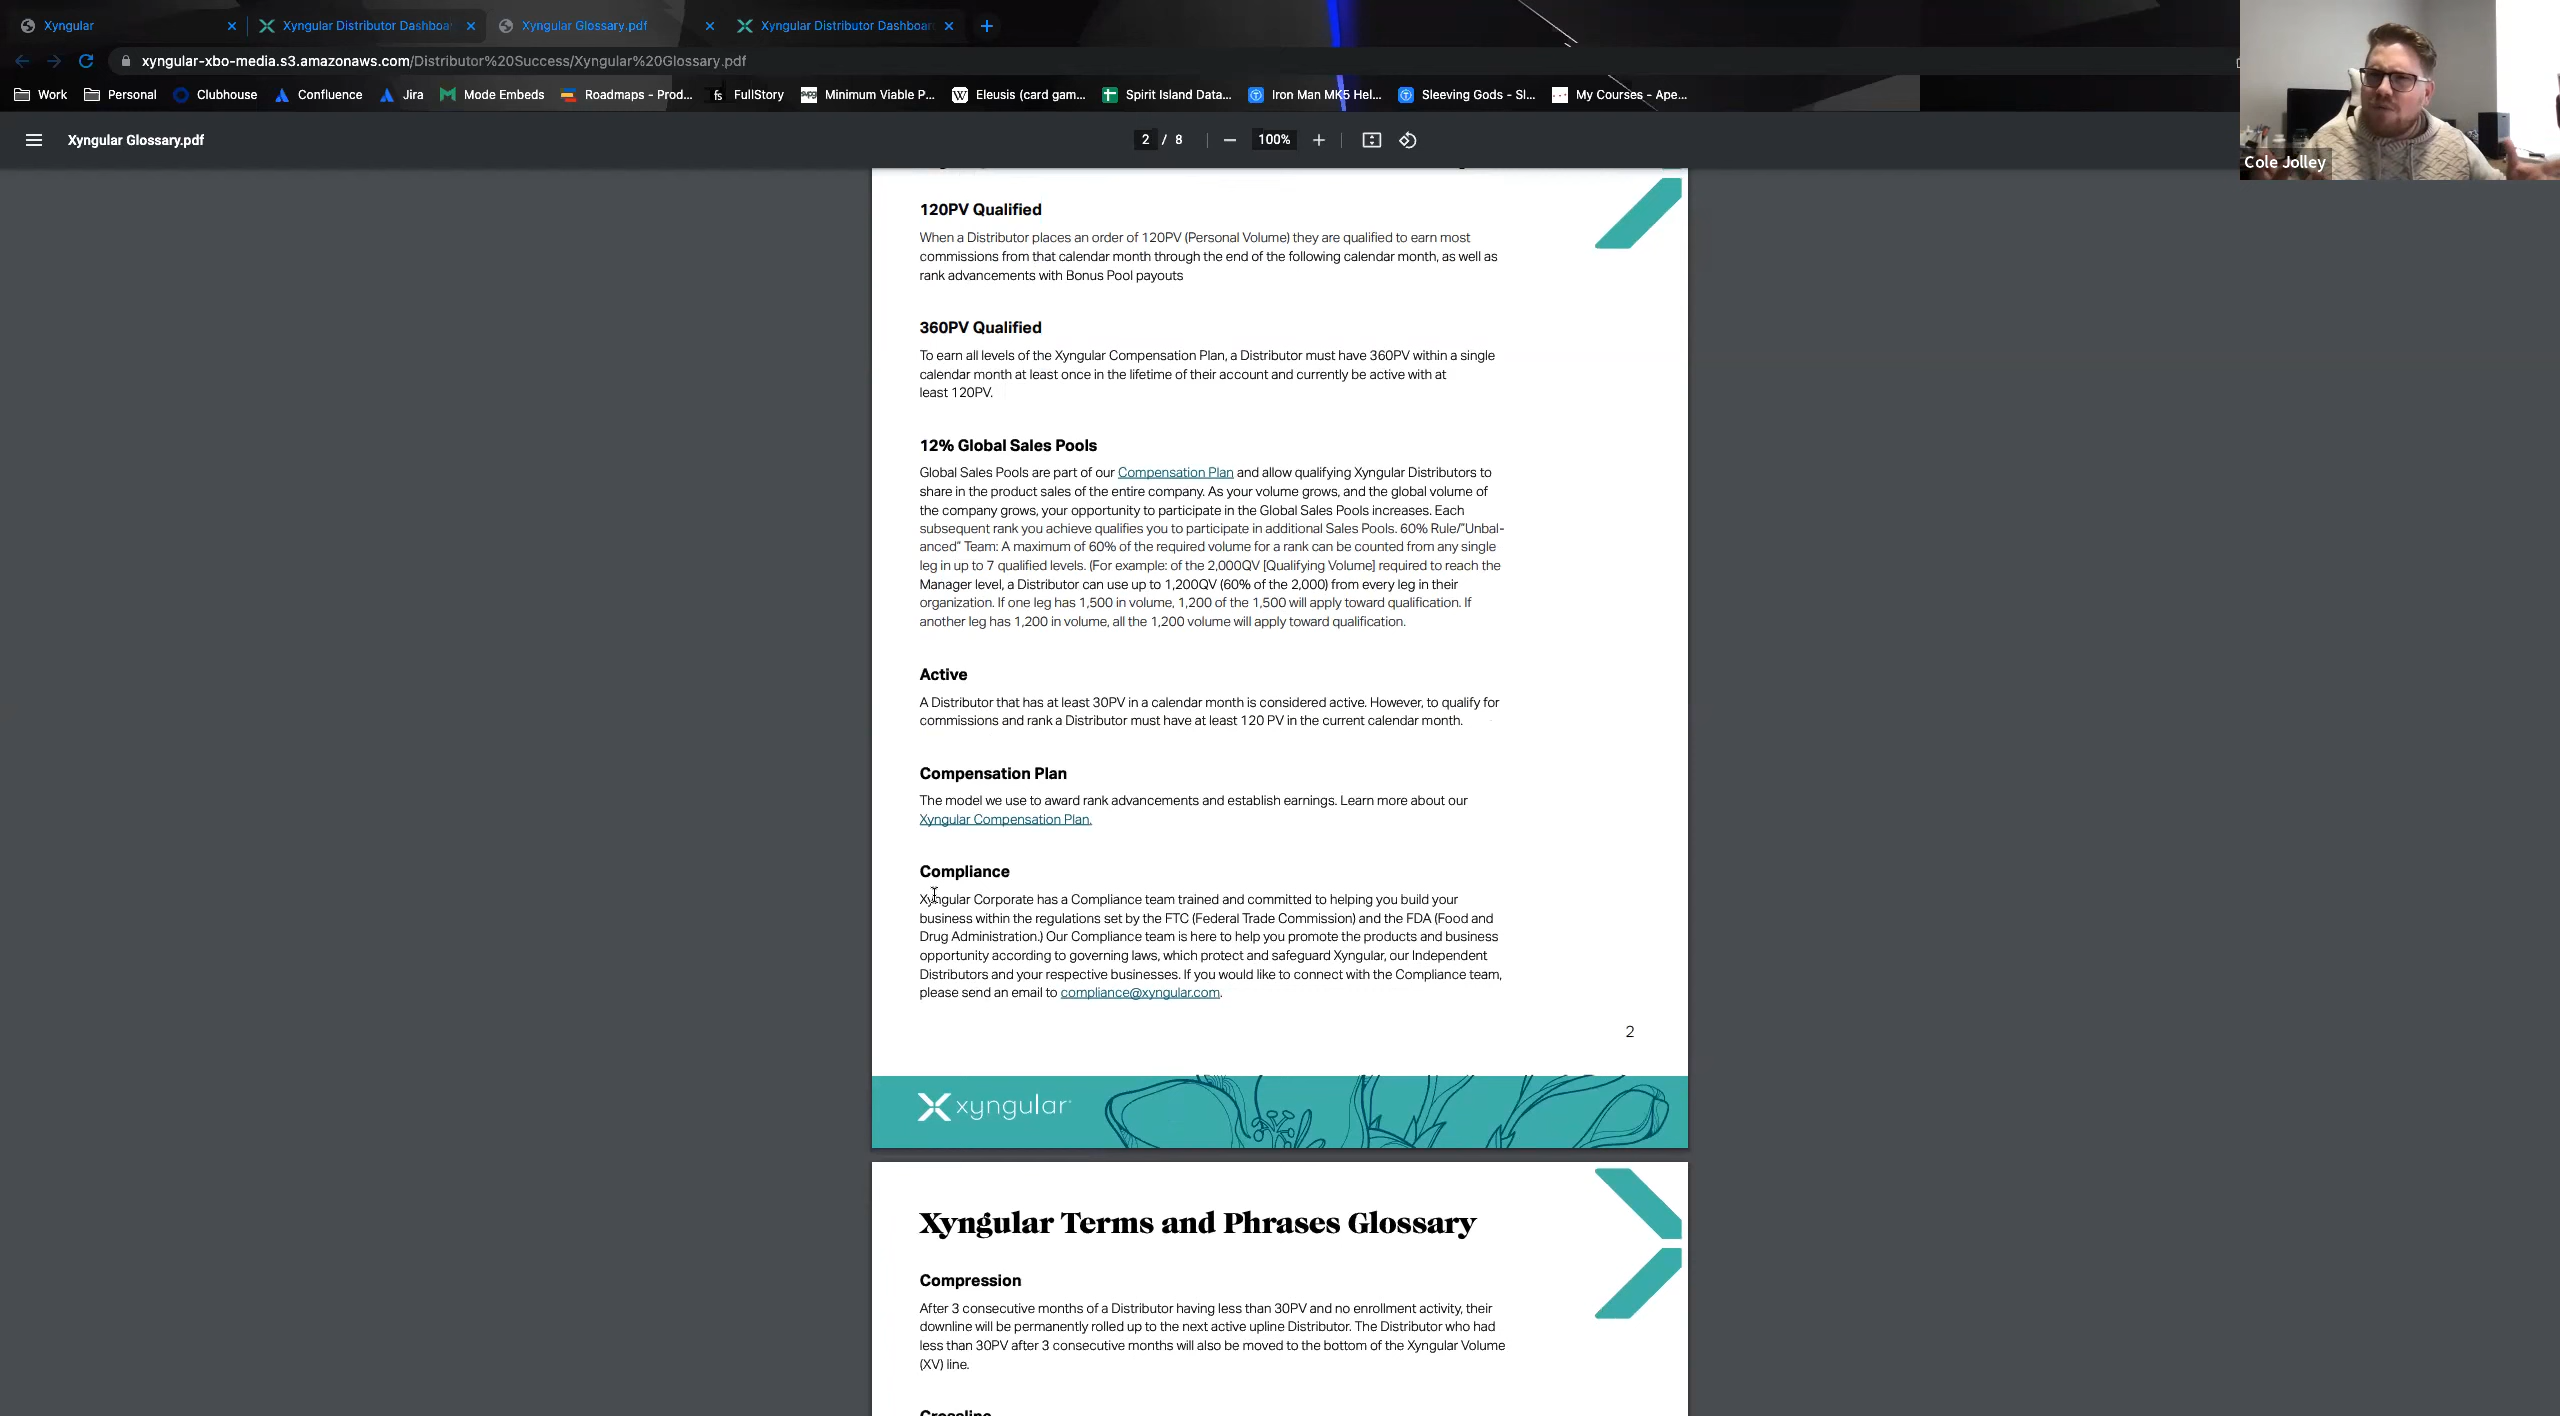 Xyngular
Xyngular Distributor Dashboa
Xyngular Glossary.pdf
Xyngular Distributor Dashboar
xyngular-xbo-media.s3.amazonaws.com/Distributor%20Success/Xyngular%20Glossary.pdf
Work
Personal
Clubhouse
Confluence
Jira
Mode Embeds
Roadmaps - Prod...
fs FullStory
svpg Minimum Viable P...
W Eleusis (card gam...
Spirit Island Data...
Iron Man MK5 Hel...
Sleeving Gods - Sl...
My Courses - Ape...
Cole Jolley
Xyngular Glossary.pdf
2 / 8
100%
120PV Qualified
When a Distributor places an order of 120PV (Personal Volume) they are qualified to earn most
commissions from that calendar month through the end of the following calendar month, as well as
rank advancements with Bonus Pool payouts
360PV Qualified
To earn all levels of the Xyngular Compensation Plan, a Distributor must have 360PV within a single
calendar month at least once in the lifetime of their account and currently be active with at
least 120PV.
12% Global Sales Pools
Global Sales Pools are part of our Compensation Plan and allow qualifying Xyngular Distributors to
share in the product sales of the entire company. As your volume grows, and the global volume of
the company grows, your opportunity to participate in the Global Sales Pools increases. Each
subsequent rank you achieve qualifies you to participate in additional Sales Pools. 60% Rule/"Unbal-
anced" Team: A maximum of 60% of the required volume for a rank can be counted from any single
leg in up to 7 qualified levels. (For example: of the 2,000QV [Qualifying Volume] required to reach the
Manager level, a Distributor can use up to 1,200QV (60% of the 2,000) from every leg in their
organization. If one leg has 1,500 in volume, 1,200 of the 1,500 will apply toward qualification. If
another leg has 1,200 in volume, all the 1,200 volume will apply toward qualification.
Active
A Distributor that has at least 30PV in a calendar month is considered active. However, to qualify for
commissions and rank a Distributor must have at least 120 PV in the current calendar month.
Compensation Plan
The model we use to award rank advancements and establish earnings. Learn more about our
Xyngular Compensation Plan.
Compliance
Xyngular Corporate has a Compliance team trained and committed to helping you build your
business within the regulations set by the FTC (Federal Trade Commission) and the FDA (Food and
Drug Administration.) Our Compliance team is here to help you promote the products and business
opportunity according to governing laws, which protect and safeguard Xyngular, our Independent
Distributors and your respective businesses. If you would like to connect with the Compliance team,
please send an email to compliance@xyngular.com.
2
xyngular
Xyngular Terms and Phrases Glossary
Compression
After 3 consecutive months of a Distributor having less than 30PV and no enrollment activity, their
downline will be permanently rolled up to the next active upline Distributor. The Distributor who had
less than 30PV after 3 consecutive months will also be moved to the bottom of the Xyngular Volume
(XV) line.